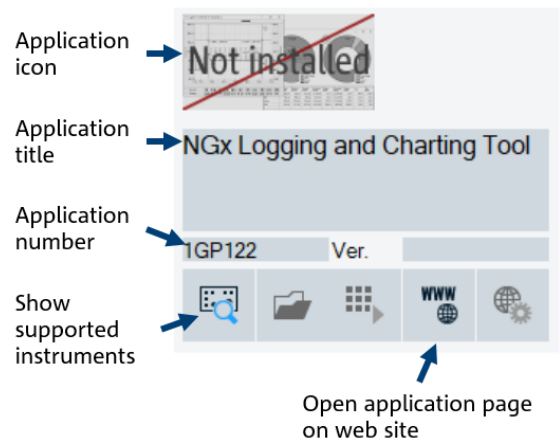 Application
icon
Not installed
Application
title
NGx Logging and Charting Tool
Application
number
1GP122
Ver.
Show
supported
instruments
WWW
Open application page
on web site